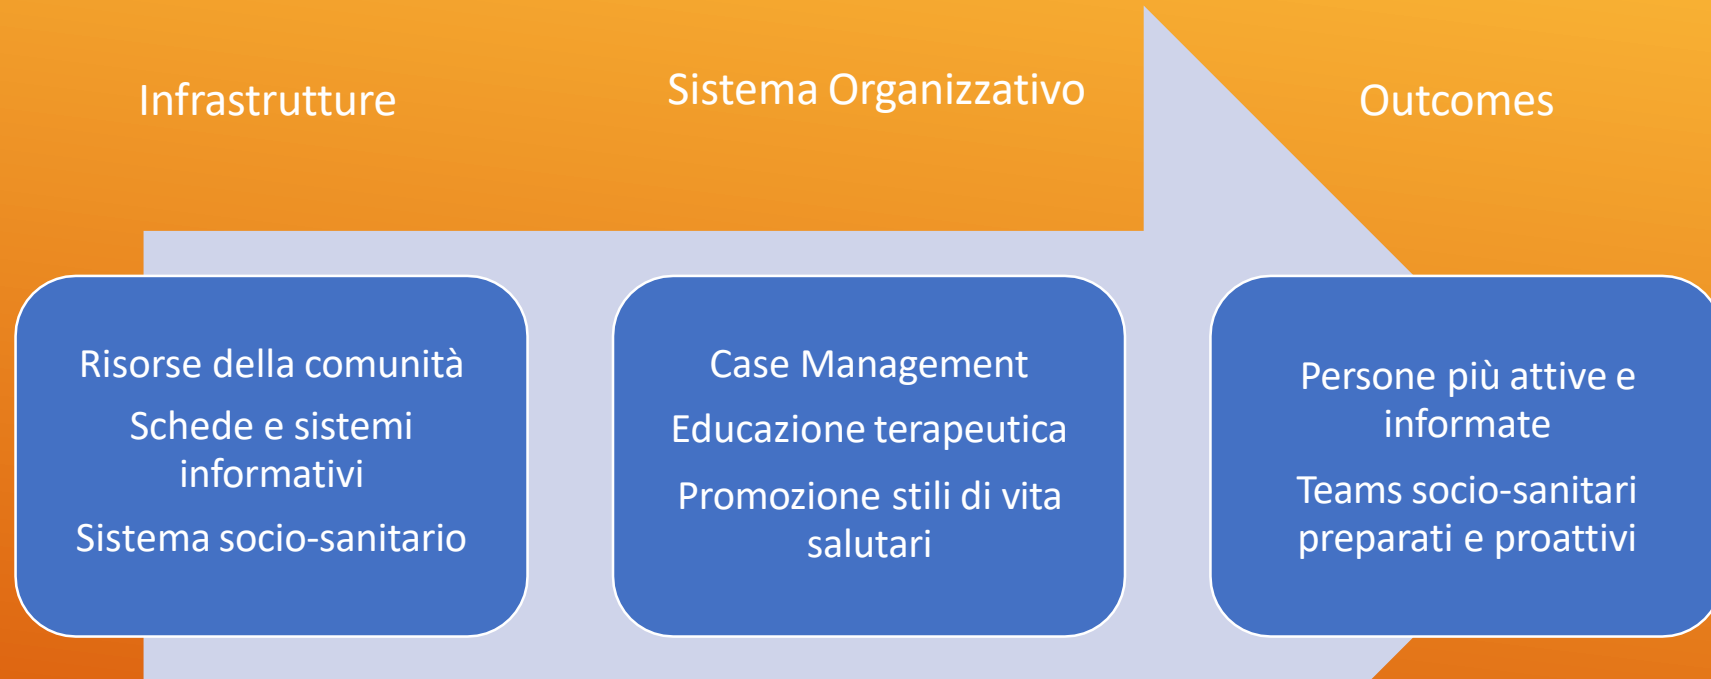 Infrastrutture
Sistema Organizzativo
Outcomes
Risorse della comunità
Schede e sistemi
informativi
Sistema socio-sanitario
Case Management
Educazione terapeutica
Promozione stili di vita
salutari
Persone più attive e
informate
Teams socio-sanitari
preparati e proattivi